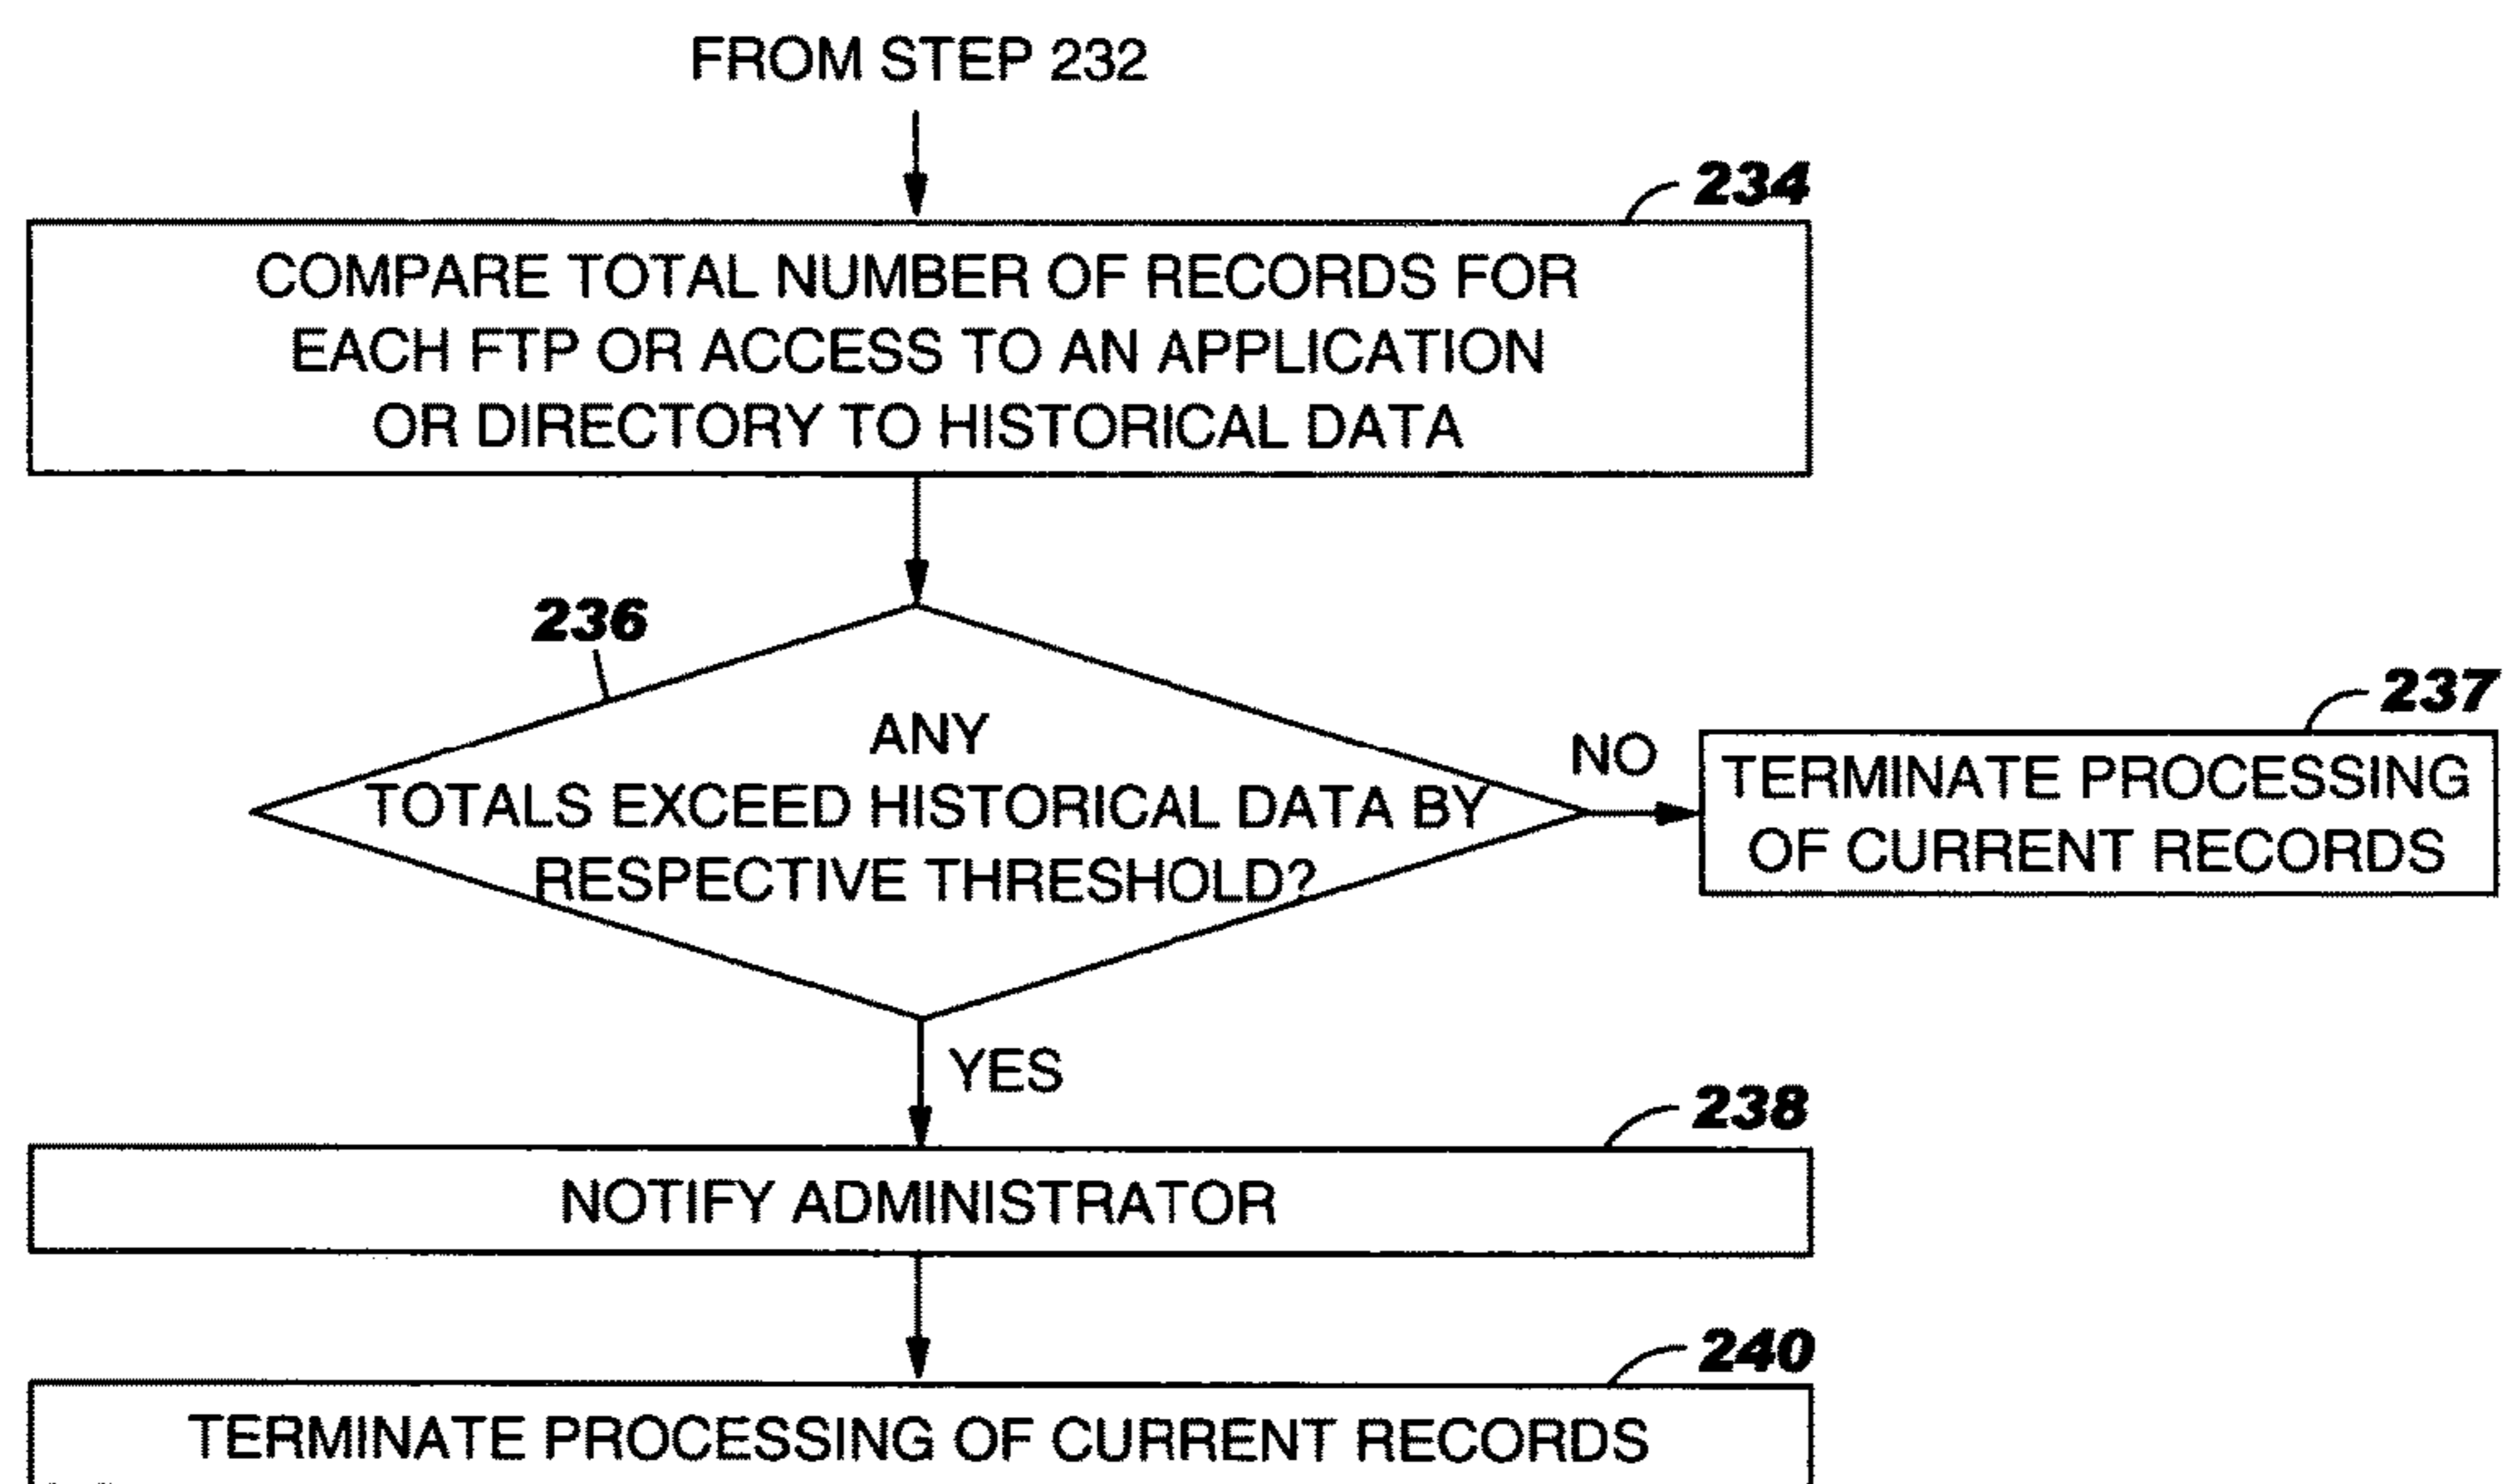 FROM STEP 232
234
COMPARE TOTAL NUMBER OF RECORDS FOR
EACH FTP OR ACCESS TO AN APPLICATION
OR DIRECTORY TO HISTORICAL DATA
236
ANY
TOTALS EXCEED HISTORICAL DATA BY
RESPECTIVE THRESHOLD?
NO
237
TERMINATE PROCESSING
OF CURRENT RECORDS
YES
238
NOTIFY ADMINISTRATOR
240
TERMINATE PROCESSING OF CURRENT RECORDS